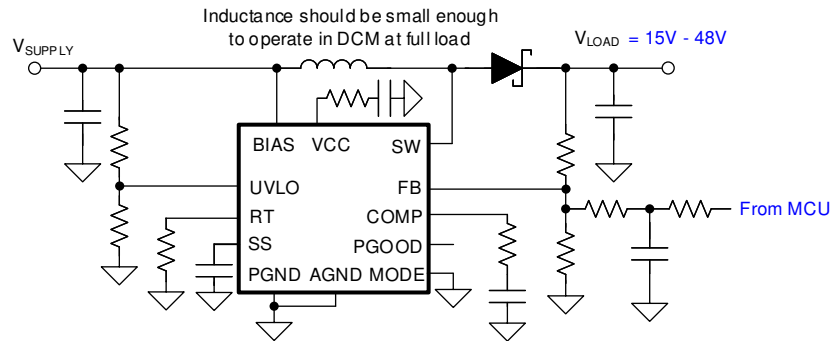 Inductance should be small enough
to operate in DCM at full load
VSUPPLY
VLOAD = 15V - 48V
BIAS VCC SW
UVLO FB
RT COMP
SS PGOOD
PGND AGND MODE
From MCU